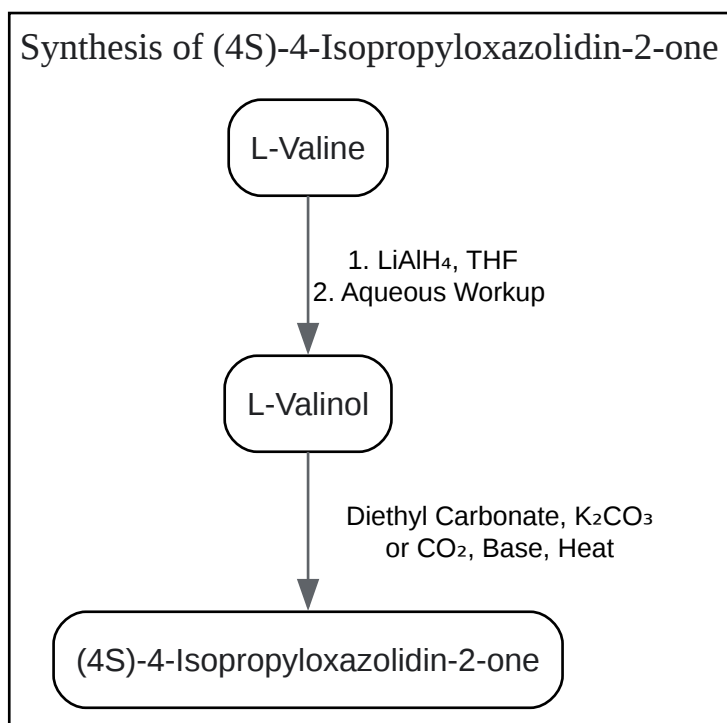 Synthesis of (4S)-4-Isopropyloxazolidin-2-one
L-Valine
1. LiAlH₄, THF
2. Aqueous Workup
L-Valinol
Diethyl Carbonate, K₂CO₃
or CO₂, Base, Heat
(4S)-4-Isopropyloxazolidin-2-one